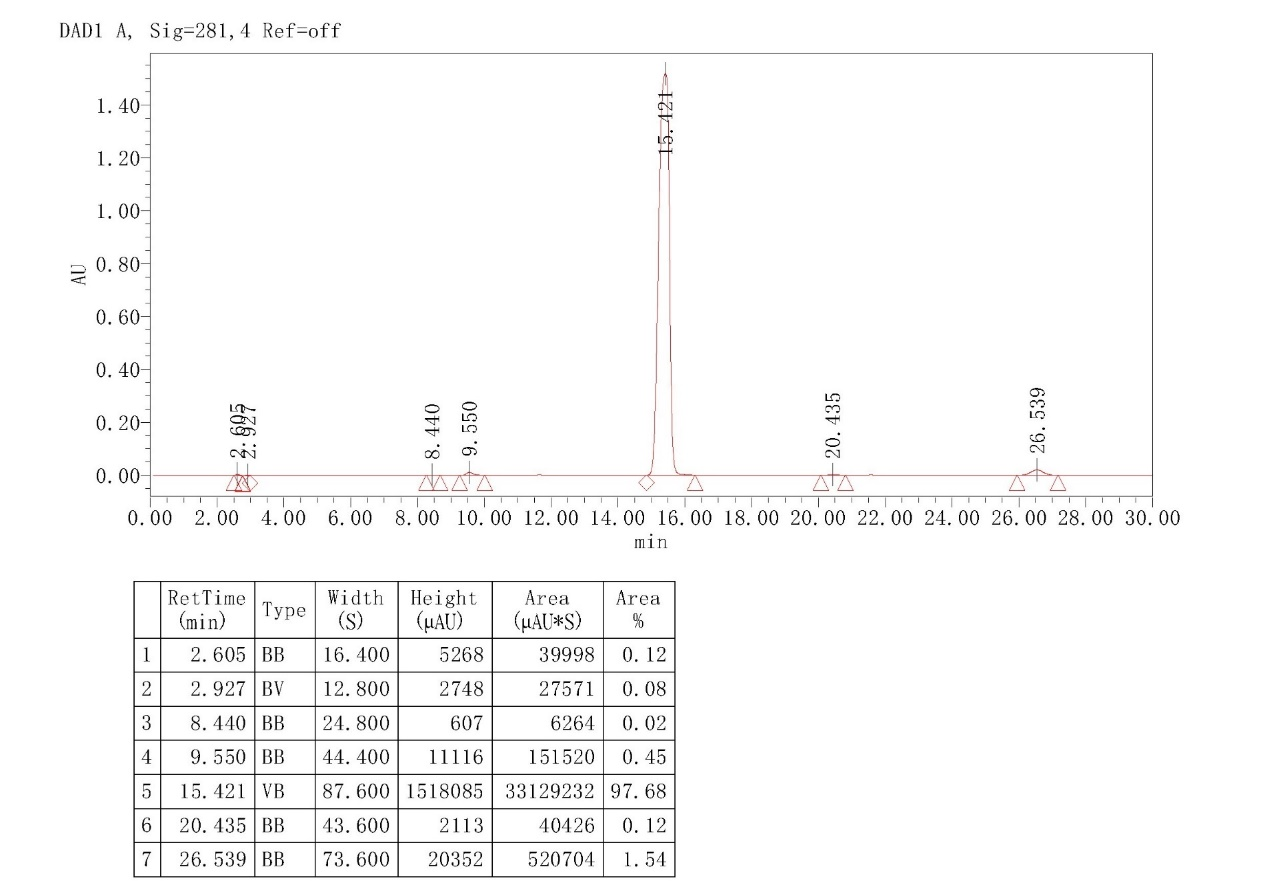 DAD1 A, Sig=281,4 Ref=off
1.40
1.20
1.00
0.80
0.60
0.40
0.20
0.00
AU
2.605
2.927
8.440
9.550
15.421
20.435
26.539
0.00 2.00 4.00 6.00 8.00 10.00 12.00 14.00 16.00 18.00 20.00 22.00 24.00 26.00 28.00 30.00
min
RetTime (min) Type Width (S) Height (μAU) Area (μAU*S) Area %
1 2.605 BB 16.400 5268 39998 0.12
2 2.927 BV 12.800 2748 27571 0.08
3 8.440 BB 24.800 607 6264 0.02
4 9.550 BB 44.400 11116 151520 0.45
5 15.421 VB 87.600 1518085 33129232 97.68
6 20.435 BB 43.600 2113 40426 0.12
7 26.539 BB 73.600 20352 520704 1.54